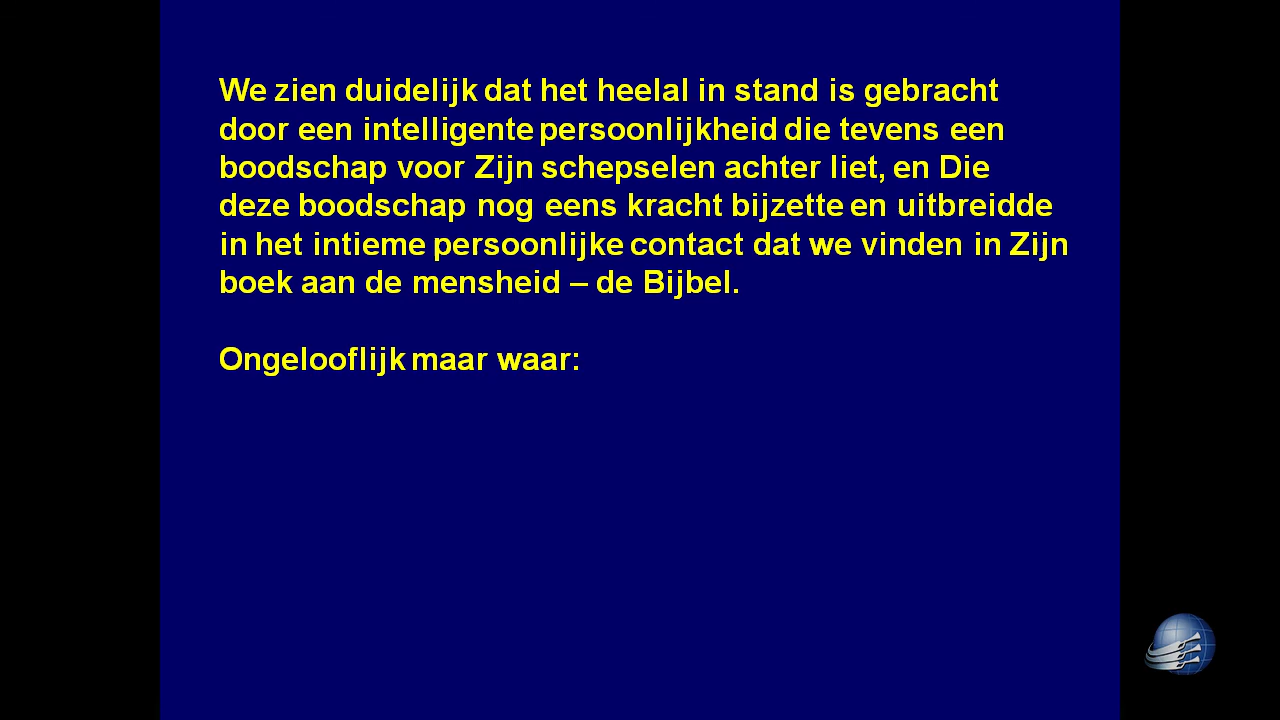 We zien duidelijk dat het heelal in stand is gebracht
door een intelligente persoonlijkheid die tevens een
boodschap voor Zijn schepselen achter liet, en Die
deze boodschap nog eens kracht bijzette en uitbreidde
in het intieme persoonlijke contact dat we vinden in Zijn
boek aan de mensheid – de Bijbel.
Ongelooflijk maar waar: